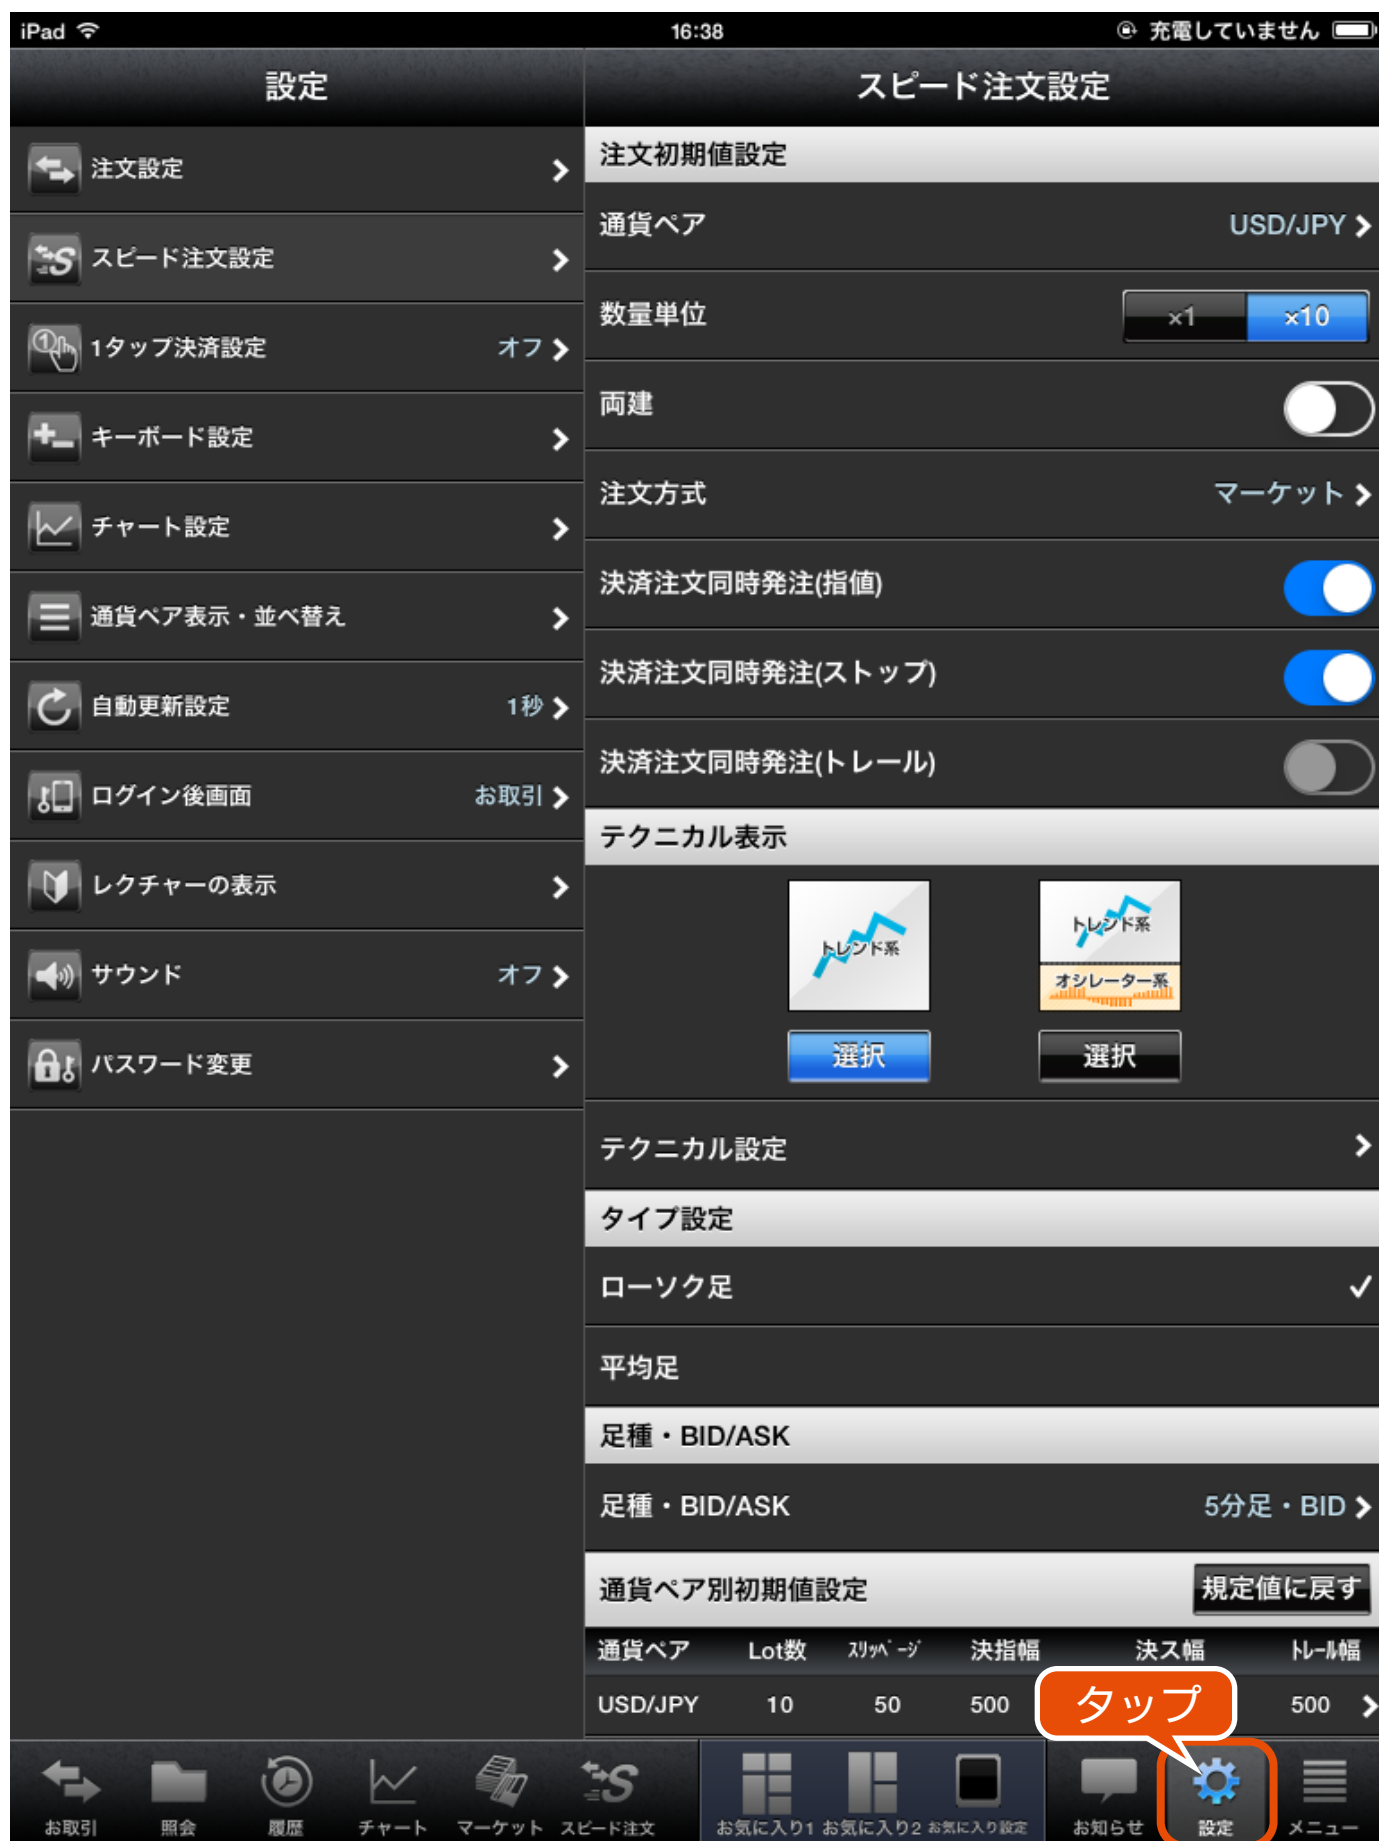 iPad 16:38 充電していません
設定
注文設定
スピード注文設定
1タップ決済設定 オフ
キーボード設定
チャート設定
通貨ペア表示・並べ替え
自動更新設定 1秒
ログイン後画面 お取引
レクチャーの表示
サウンド オフ
パスワード変更
スピード注文設定
注文初期値設定
通貨ペア USD/JPY
数量単位 ×1 ×10
両建
注文方式 マーケット
決済注文同時発注(指値)
決済注文同時発注(ストップ)
決済注文同時発注(トレール)
テクニカル表示
トレンド系 トレンド系
オシレーター系
選択 選択
テクニカル設定
タイプ設定
ローソク足
平均足
足種・BID/ASK
足種・BID/ASK 5分足・BID
通貨ペア別初期値設定 規定値に戻す
通貨ペア Lot数 ｽﾘｯﾍﾟｰｼﾞ 決指幅 決ス幅 ﾄﾚｰﾙ幅
USD/JPY 10 50 500 500
タップ
お取引 照会 履歴 チャート マーケット スピード注文 お気に入り1 お気に入り2 お気に入り設定 お知らせ 設定 メニュー